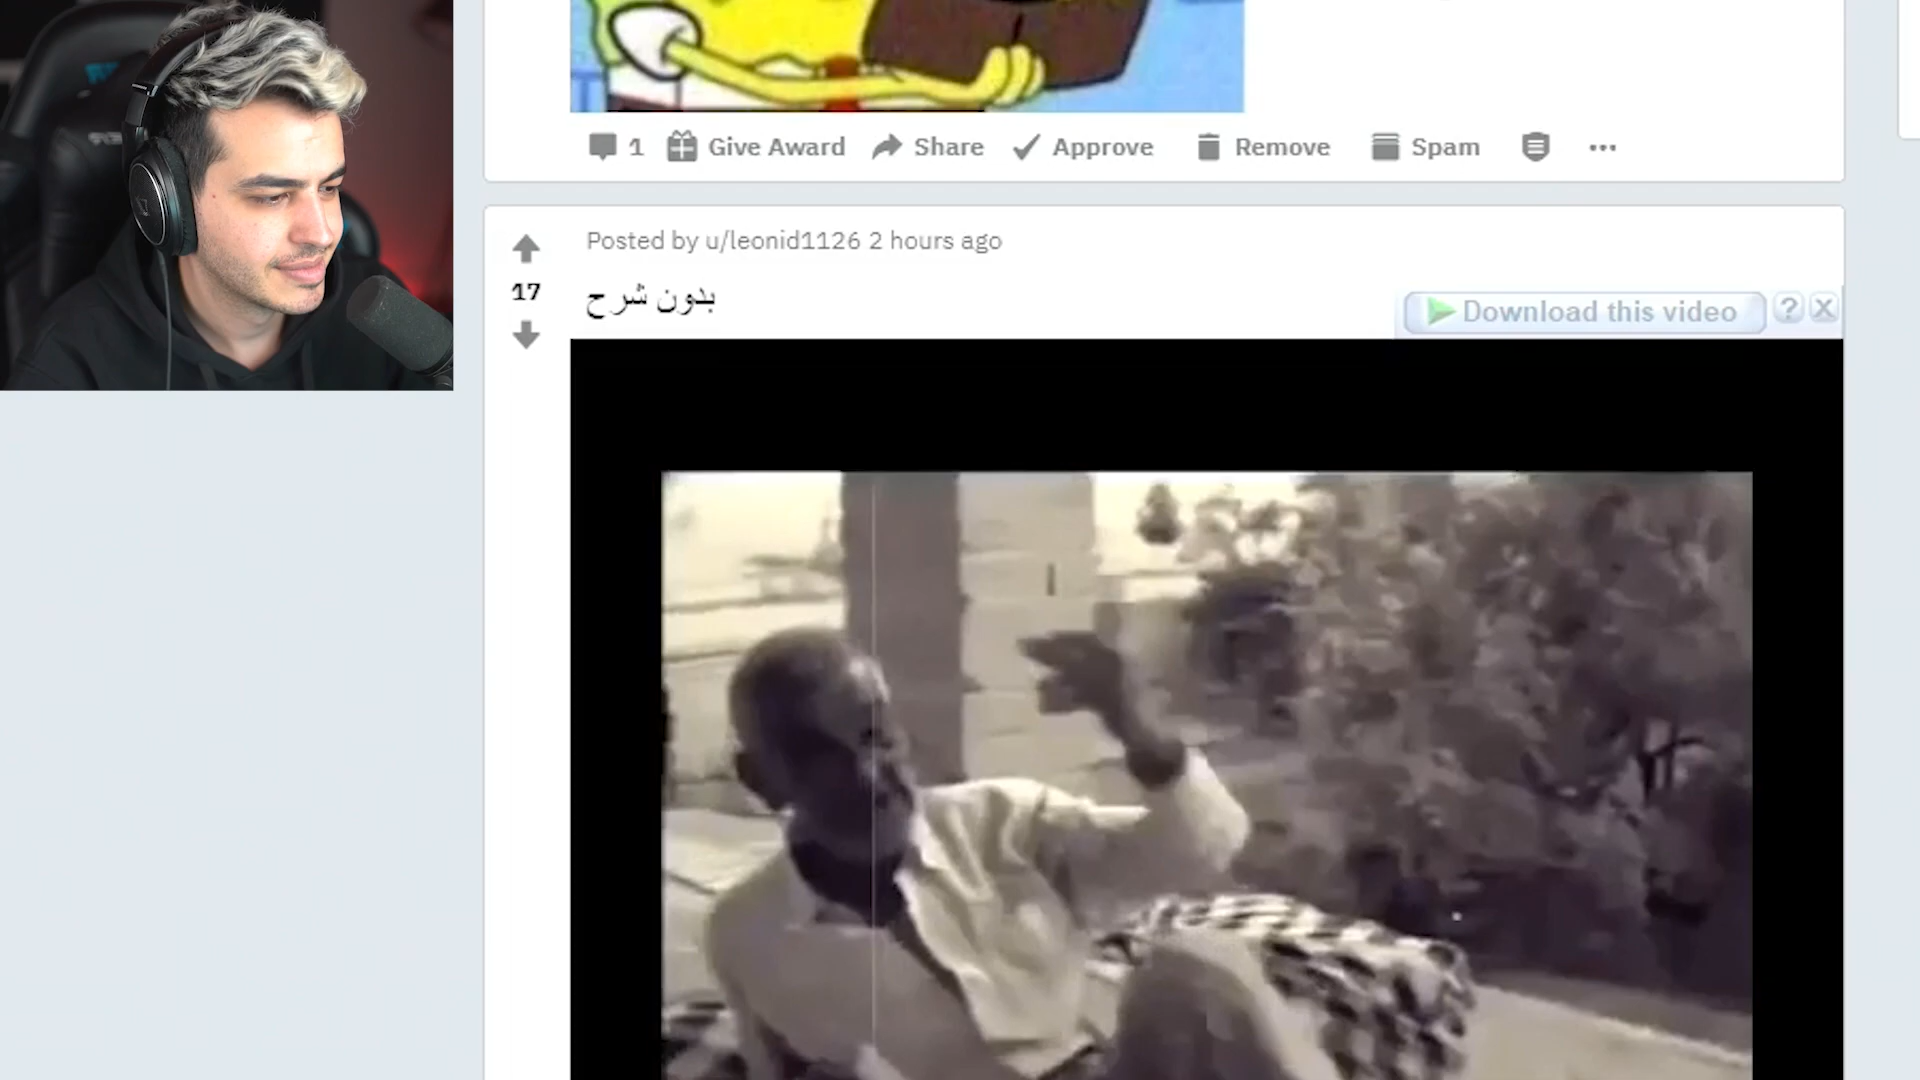 1 Give Award Share Approve Remove Spam
Posted by u/leonid1126 2 hours ago
17
بدون شرح
Download this video ? X